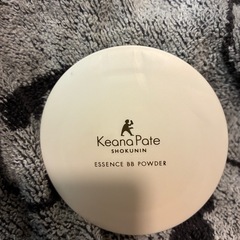 Keana Pate
SHOKUNIN
ESSENCE BB POWDER